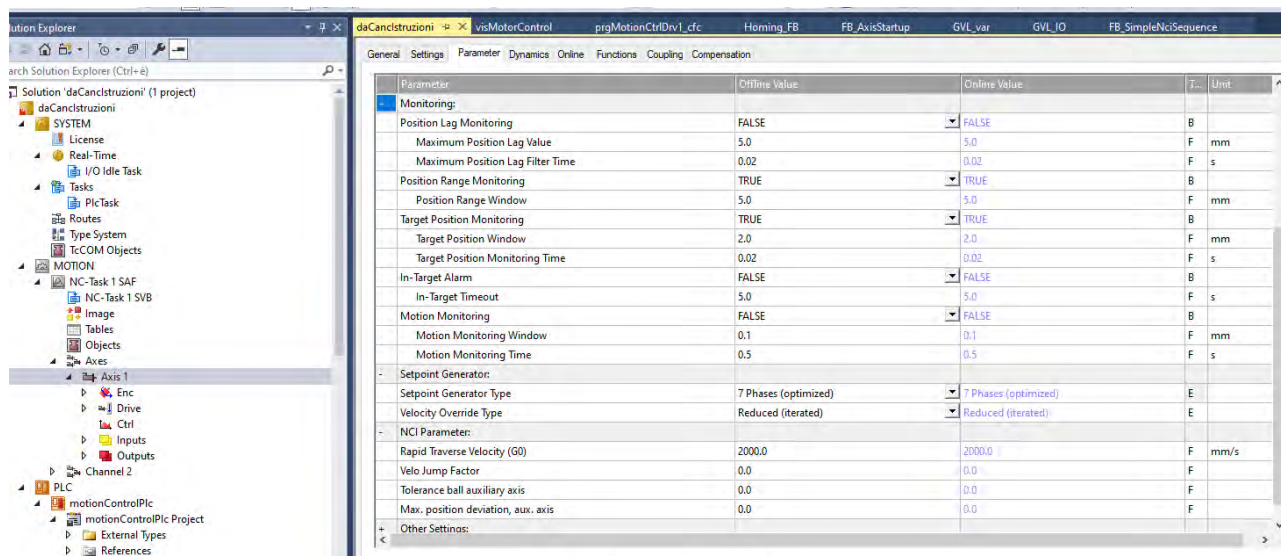 lution Explorer
daCancIstruzioni visMotorControl prgMotionCtrlDrv1_cfc Homing_FB FB_AxisStartup GVL_var GVL_IO FB_SimpleNciSequence
arch Solution Explorer (Ctrl+è)
Solution 'daCancIstruzioni' (1 project)
daCancIstruzioni
SYSTEM
License
Real-Time
I/O Idle Task
Tasks
PlcTask
Routes
Type System
TcCOM Objects
MOTION
NC-Task 1 SAF
NC-Task 1 SVB
Image
Tables
Objects
Axes
Axis 1
Enc
Drive
Ctrl
Inputs
Outputs
Channel 2
PLC
motionControlPlc
motionControlPlc Project
External Types
References
General Settings Parameter Dynamics Online Functions Coupling Compensation
Parameter Offline Value Online Value T... Unit
- Monitoring:
Position Lag Monitoring FALSE FALSE B
Maximum Position Lag Value 5.0 5.0 F mm
Maximum Position Lag Filter Time 0.02 0.02 F s
Position Range Monitoring TRUE TRUE B
Position Range Window 5.0 5.0 F mm
Target Position Monitoring TRUE TRUE B
Target Position Window 2.0 2.0 F mm
Target Position Monitoring Time 0.02 0.02 F s
In-Target Alarm FALSE FALSE B
In-Target Timeout 5.0 5.0 F s
Motion Monitoring FALSE FALSE B
Motion Monitoring Window 0.1 0.1 F mm
Motion Monitoring Time 0.5 0.5 F s
- Setpoint Generator:
Setpoint Generator Type 7 Phases (optimized) 7 Phases (optimized) E
Velocity Override Type Reduced (iterated) Reduced (iterated) E
- NCI Parameter:
Rapid Traverse Velocity (G0) 2000.0 2000.0 F mm/s
Velo Jump Factor 0.0 0.0 F
Tolerance ball auxiliary axis 0.0 0.0 F
Max. position deviation, aux. axis 0.0 0.0 F
+ Other Settings: